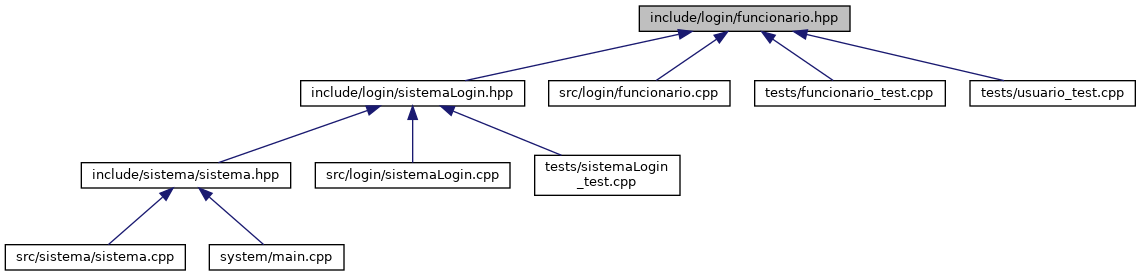 include/login/funcionario.hpp
include/login/sistemaLogin.hpp
src/login/funcionario.cpp
tests/funcionario_test.cpp
tests/usuario_test.cpp
include/sistema/sistema.hpp
src/login/sistemaLogin.cpp
tests/sistemaLogin
_test.cpp
src/sistema/sistema.cpp
system/main.cpp